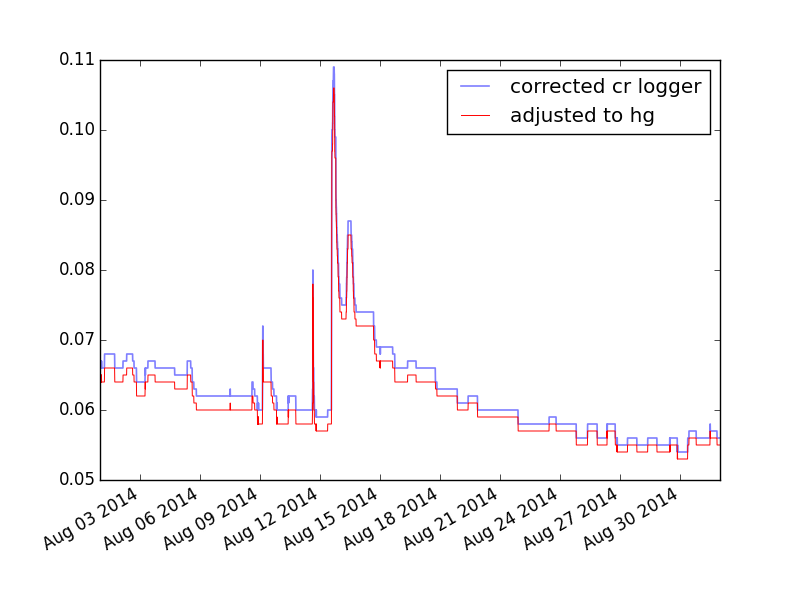 0.11
corrected cr logger
adjusted to hg
0.10
0.09
0.08
0.07
0.06
0.05
Aug 03 2014
Aug 06 2014
Aug 09 2014
Aug 12 2014
Aug 15 2014
Aug 18 2014
Aug 21 2014
Aug 24 2014
Aug 27 2014
Aug 30 2014